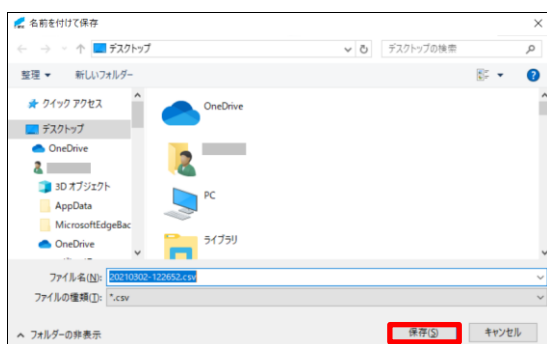 名前を付けて保存
デスクトップ
デスクトップの検索
整理
新しいフォルダー
クイック アクセス
デスクトップ
OneDrive
3D オブジェクト
AppData
MicrosoftEdgeBac
OneDrive
OneDrive
PC
ライブラリ
ファイル名(N): 20210302-122652.csv
ファイルの種類(T): *.csv
フォルダーの非表示
保存(S)
キャンセル